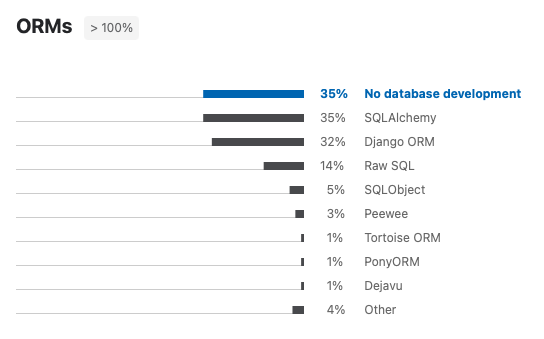 ORMs > 100%
35% No database development
35% SQLAlchemy
32% Django ORM
14% Raw SQL
5% SQLObject
3% Peewee
1% Tortoise ORM
1% PonyORM
1% Dejavu
4% Other